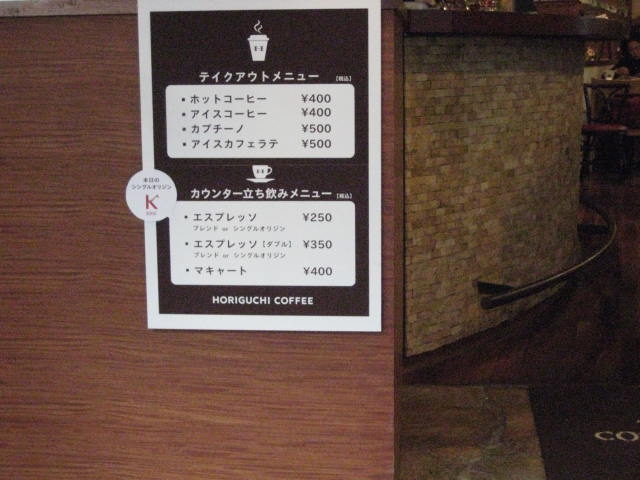 テイクアウトメニュー [税込]
・ホットコーヒー ¥400
・アイスコーヒー ¥400
・カプチーノ ¥500
・アイスカフェラテ ¥500
カウンター立ち飲みメニュー [税込]
本日の
シングルオリジン
K
・エスプレッソ ¥250
ブレンド or シングルオリジン
・エスプレッソ [ダブル] ¥350
ブレンド or シングルオリジン
・マキャート ¥400
HORIGUCHI COFFEE